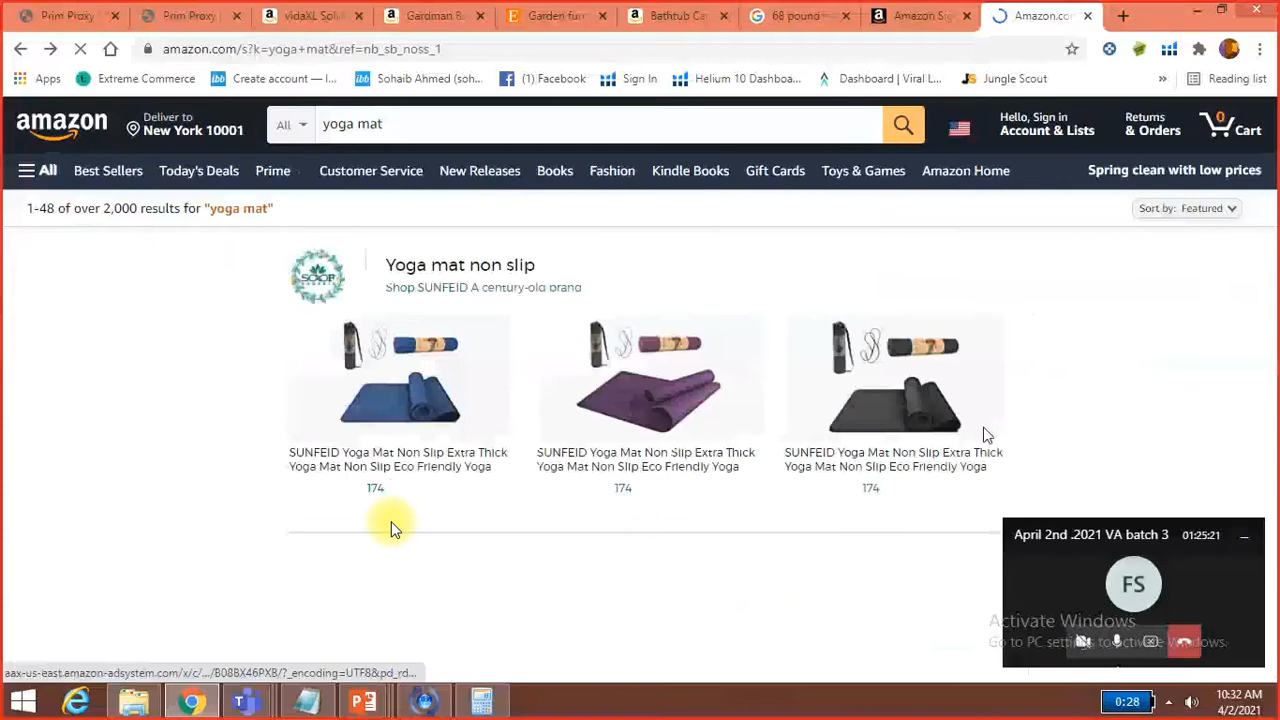 Prim Proxy
Prim Proxy
vidaXL Sol
Gardman
Garden fur
Bathtub C
68 pound
Amazon
Amazon.co
amazon.com/s?k=yoga+mat&ref=nb_sb_noss_1
Apps
Extreme Commerce
ibb
Create account — I...
ibb
Sohaib Ahmed (soh...
(1) Facebook
Sign In
Helium 10 Dashboa...
Dashboard | Viral L...
JS
Jungle Scout
»
Reading list
amazon
Deliver to
New York 10001
All
yoga mat
Hello, Sign in
Account & Lists
Returns
& Orders
0
Cart
All
Best Sellers
Today's Deals
Prime
Customer Service
New Releases
Books
Fashion
Kindle Books
Gift Cards
Toys & Games
Amazon Home
Spring clean with low prices
1-48 of over 2,000 results for "yoga mat"
Sort by: Featured
Yoga mat non slip
Shop SUNFEID A century-old brand
SUNFEID Yoga Mat Non Slip Extra Thick
Yoga Mat Non Slip Eco Friendly Yoga
174
SUNFEID Yoga Mat Non Slip Extra Thick
Yoga Mat Non Slip Eco Friendly Yoga
174
SUNFEID Yoga Mat Non Slip Extra Thick
Yoga Mat Non Slip Eco Friendly Yoga
174
April 2nd .2021 VA batch 3
01:25:21
FS
Activate Windows
Go to PC settings to activate Windows.
aax-us-east.amazon-adsystem.com/x/c/.../B08BX46PXB/?_encoding=UTF8&pd_rd...
0:28
10:32 AM
4/2/2021